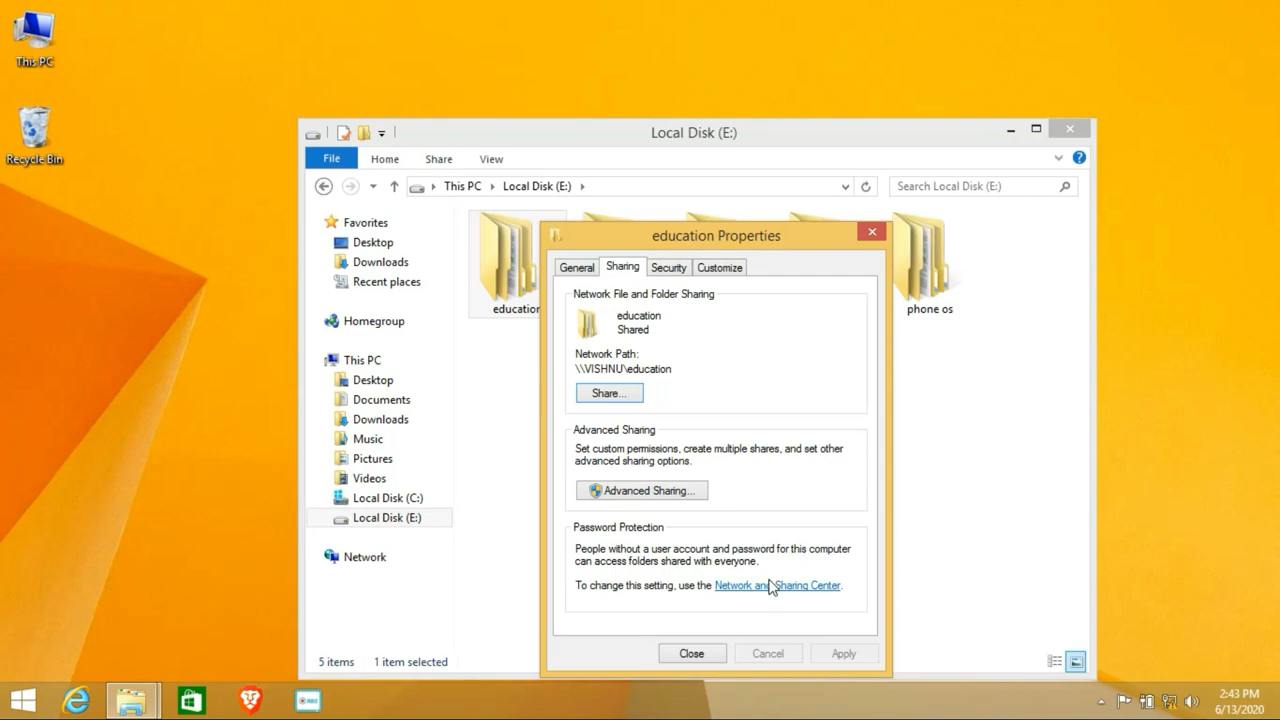 This PC
Recycle Bin
Local Disk (E:)
File
Home
Share
View
This PC
Local Disk (E:)
Search Local Disk (E:)
Favorites
Desktop
Downloads
Recent places
Homegroup
This PC
Desktop
Documents
Downloads
Music
Pictures
Videos
Local Disk (C:)
Local Disk (E:)
Network
education
phone os
education Properties
General
Sharing
Security
Customize
Network File and Folder Sharing
education
Shared
Network Path:
\\VISHNU\education
Share...
Advanced Sharing
Set custom permissions, create multiple shares, and set other
advanced sharing options.
Advanced Sharing...
Password Protection
People without a user account and password for this computer
can access folders shared with everyone.
To change this setting, use the Network and Sharing Center.
Close
Cancel
Apply
5 items
1 item selected
REC
2:43 PM
6/13/2020